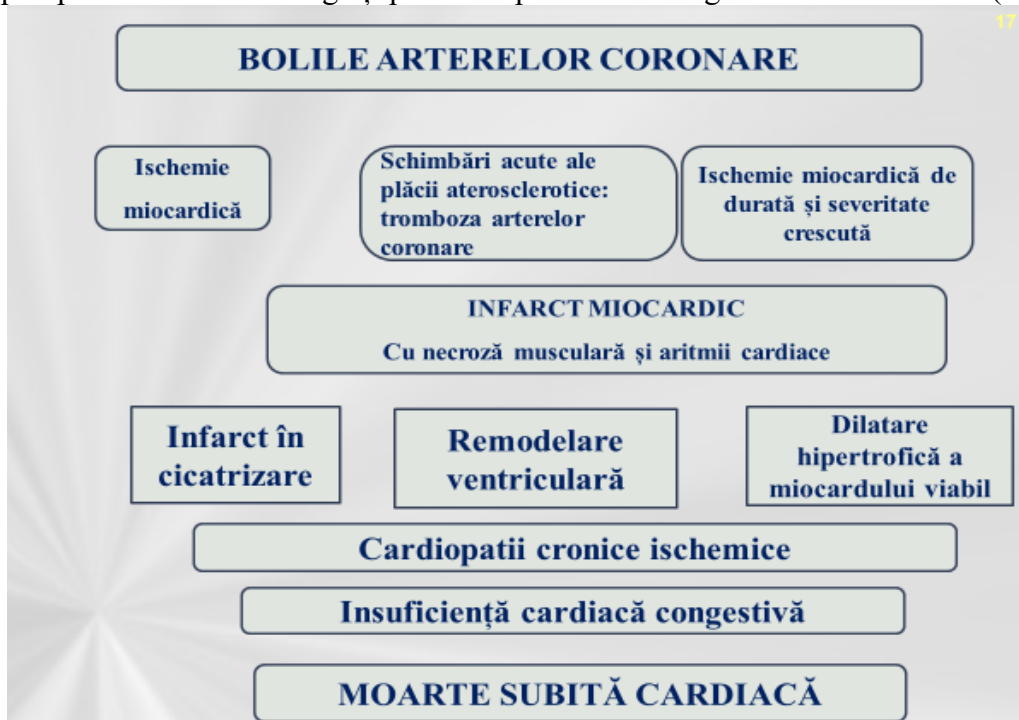 17
BOLILE ARTERELOR CORONARE
Ischemie
miocardică
Schimbări acute ale
plăcii aterosclerotice:
tromboza arterelor
coronare
Ischemie miocardică de
durată și severitate
crescută
INFARCT MIOCARDIC
Cu necroză musculară și aritmii cardiace
Infarct în
cicatrizare
Remodelare
ventriculară
Dilatare
hipertrofică a
miocardului viabil
Cardiopatii cronice ischemice
Insuficiență cardiacă congestivă
MOARTE SUBITĂ CARDIACĂ